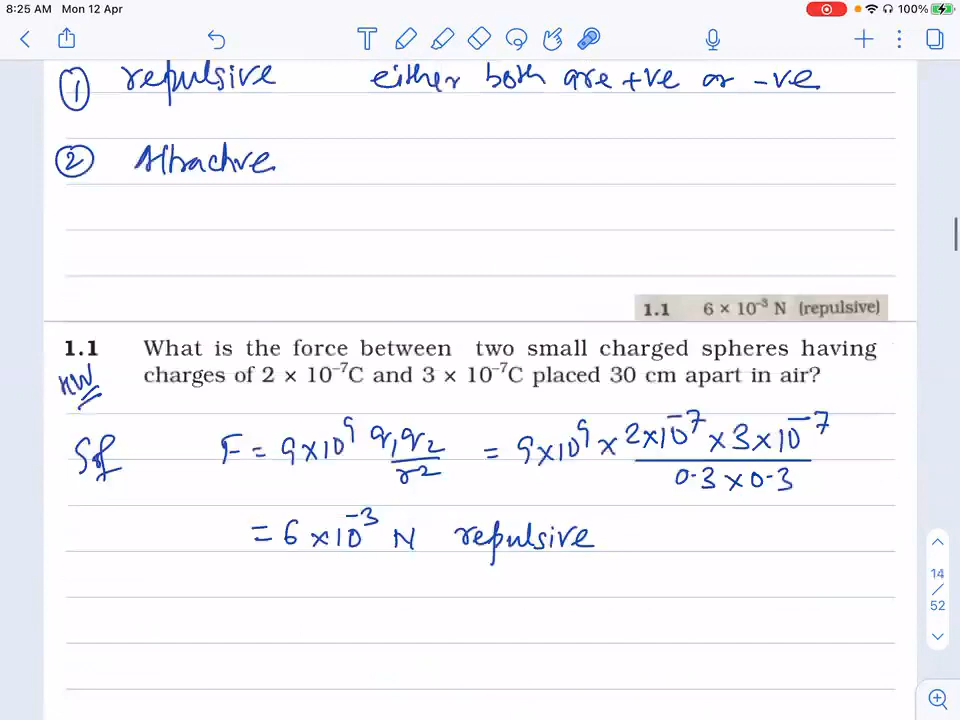 8:25 AM Mon 12 Apr 100%
① repulsive either both are +ve or -ve
② Attractive
1.1 6 × 10⁻³ N (repulsive)
1.1 What is the force between two small charged spheres having
charges of 2 × 10⁻⁷C and 3 × 10⁻⁷C placed 30 cm apart in air?
HW
Sol F = 9×10⁹ q₁q₂/r² = 9×10⁹ × 2×10⁻⁷ × 3×10⁻⁷/0.3 × 0.3
= 6 × 10⁻³ N repulsive
14
/
52